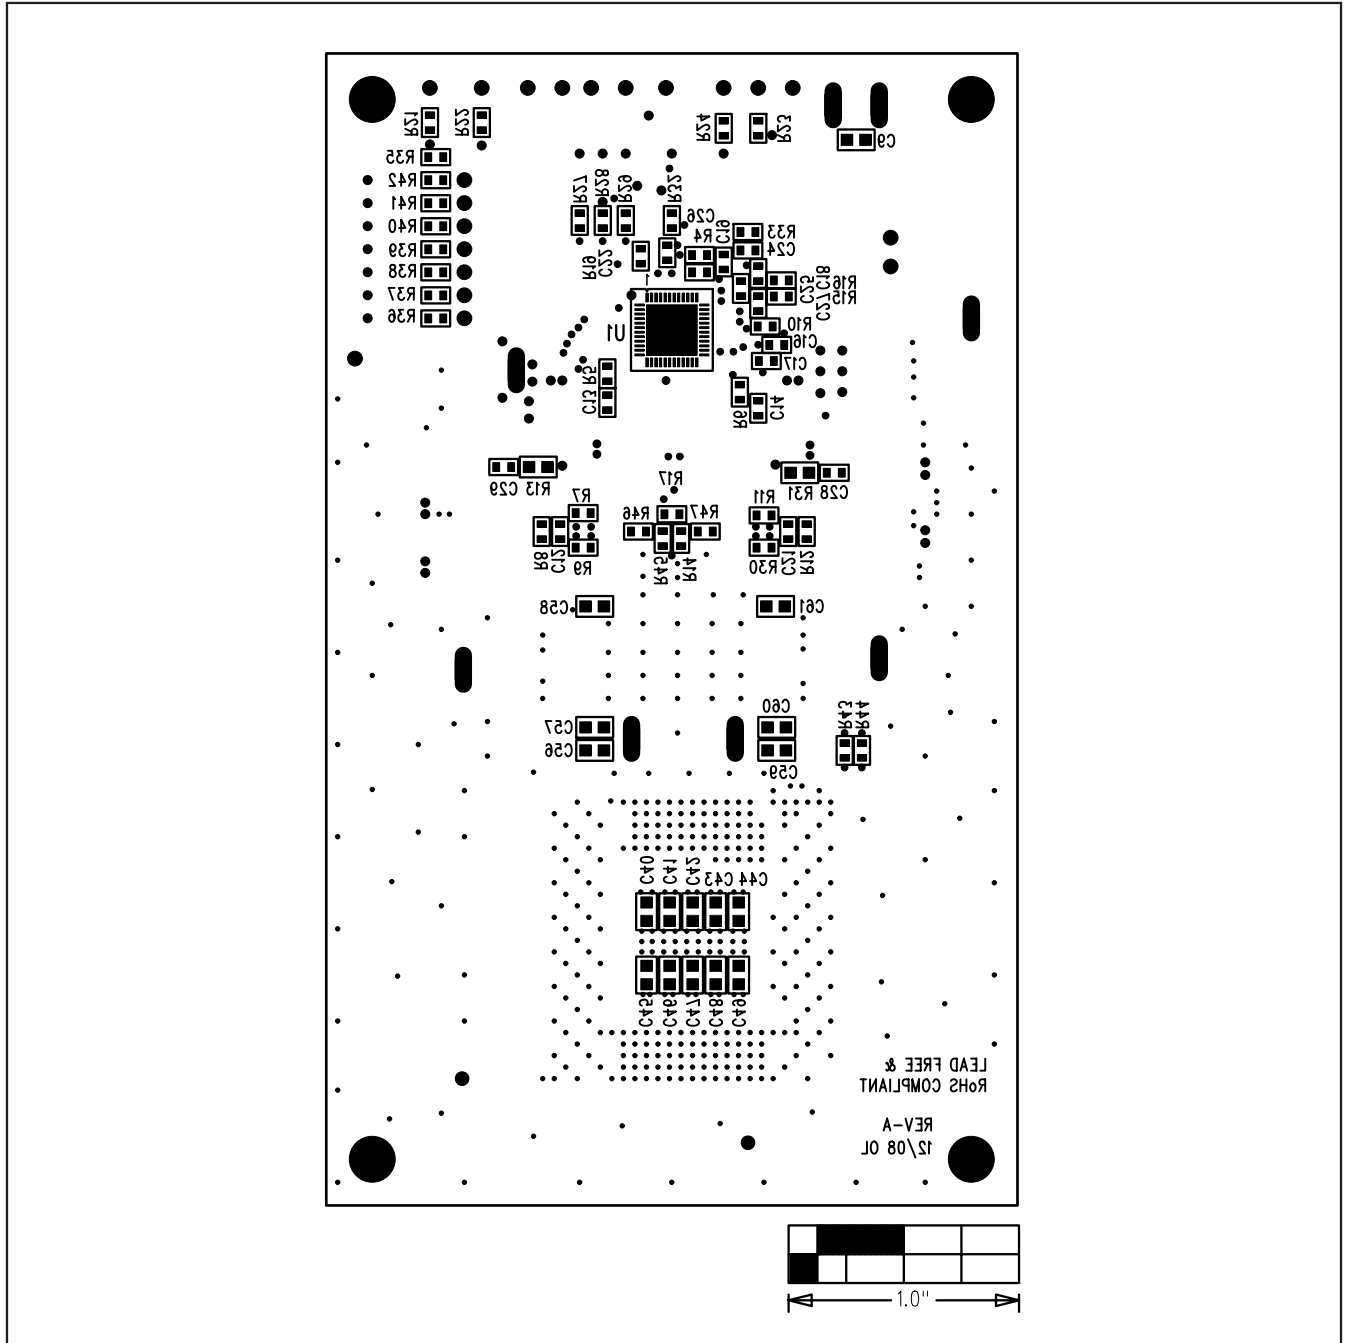 R21
R22
R24
R23
C9
R35
R42
R41
R40
R39
R38
R37
R36
R27
R28
R29
R32
C26
R4
C19
R33
C24
R19
C22
1
C25
C18
C27
R16
R15
U1
R10
C16
C17
R5
C13
R6
C14
C29
R13
R17
R31
C28
R7
R46
R47
R11
R8
C12
R9
R45
R14
R30
C21
R12
C58
C61
C57
C56
C60
C59
R43
R44
C40
C41
C42
C43
C44
C45
C46
C47
C48
C49
LEAD FREE &
RoHS COMPLIANT
REV-A
12/08 OL
1.0"